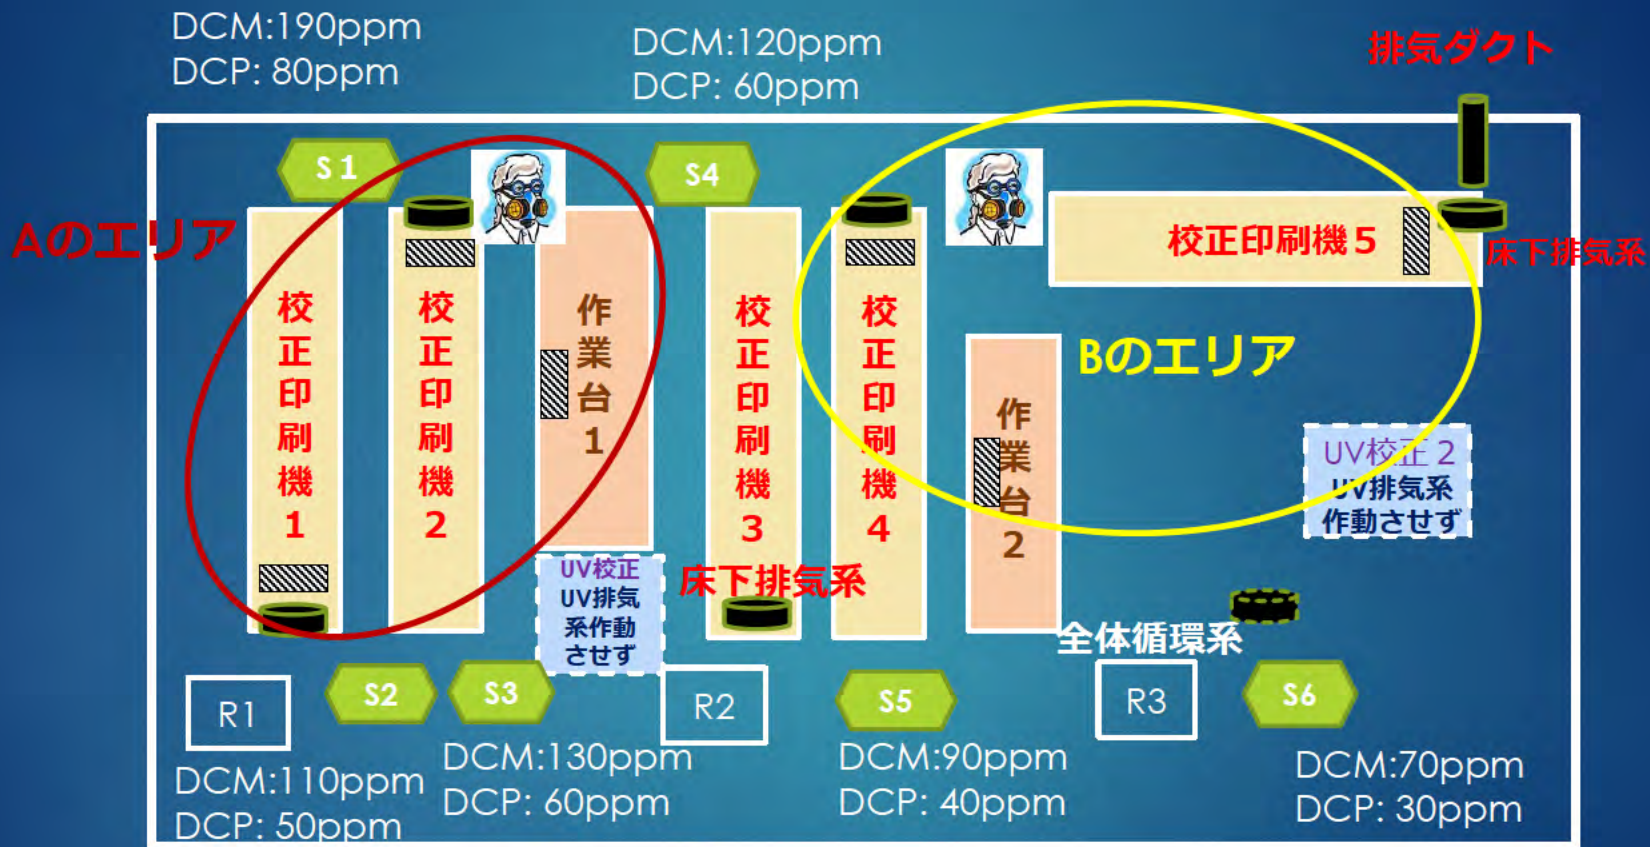 DCM:190ppm
DCP: 80ppm
DCM:120ppm
DCP: 60ppm
排気ダクト
S1
S4
Aのエリア
校正印刷機1
校正印刷機2
作業台1
校正印刷機3
校正印刷機4
校正印刷機5
床下排気系
Bのエリア
作業台2
UV校正2
UV排気系
作動させず
UV校正
UV排気
系作動
させず
床下排気系
全体循環系
R1
S2
S3
R2
S5
R3
S6
DCM:110ppm
DCP: 50ppm
DCM:130ppm
DCP: 60ppm
DCM:90ppm
DCP: 40ppm
DCM:70ppm
DCP: 30ppm